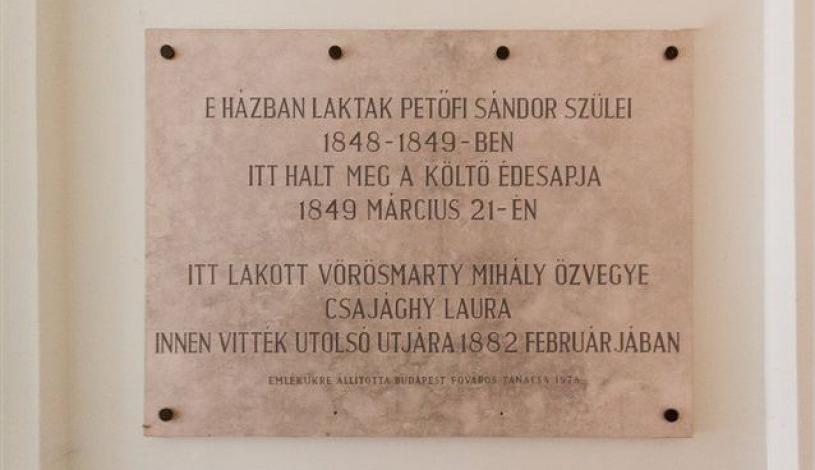 E HÁZBAN LAKTAK PETŐFI SÁNDOR SZÜLEI
1848-1849-BEN
ITT HALT MEG A KÖLTŐ ÉDESAPJA
1849 MÁRCIUS 21-ÉN
ITT LAKOTT VÖRÖSMARTY MIHÁLY ÖZVEGYE
CSAJÁGHY LAURA
INNEN VITTÉK UTOLSÓ UTJÁRA 1882 FEBRUÁRJÁBAN
EMLÉKÜKRE ÁLLÍTOTTA BUDAPEST FŐVÁROS TANÁCSA